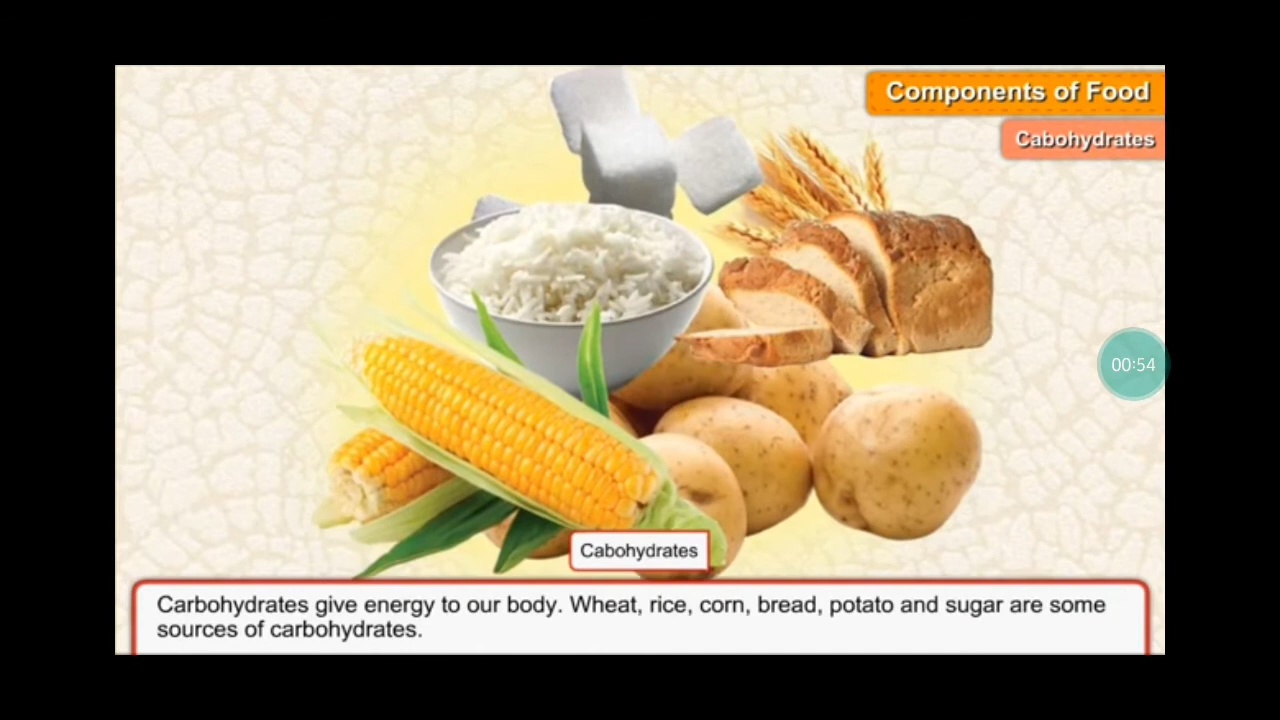 Components of Food
Cabohydrates
00:54
Cabohydrates
Carbohydrates give energy to our body. Wheat, rice, corn, bread, potato and sugar are some
sources of carbohydrates.